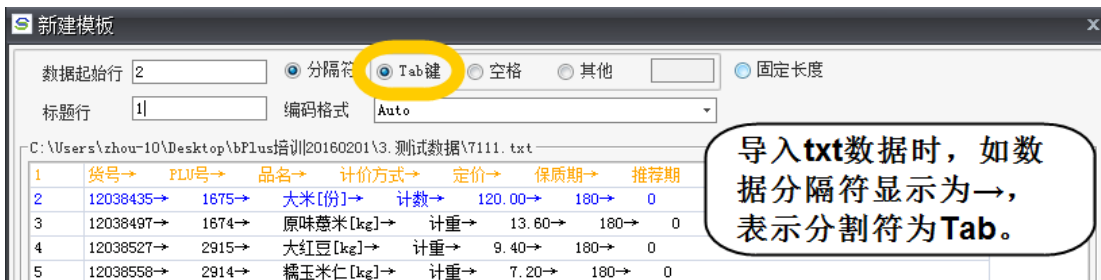 新建模板 x
数据起始行 2 分隔符 Tab键 空格 其他 固定长度
标题行 1 编码格式 Auto
C:\Users\zhou-10\Desktop\bPlus培训\20160201\3.测试数据\7111.txt
1 货号→ PLU号→ 品名→ 计价方式→ 定价→ 保质期→ 推荐期
2 12038435→ 1675→ 大米[份]→ 计数→ 120.00→ 180→ 0
3 12038497→ 1674→ 原味薏米[kg]→ 计重→ 13.60→ 180→ 0
4 12038527→ 2915→ 大红豆[kg]→ 计重→ 9.40→ 180→ 0
5 12038558→ 2914→ 糯玉米仁[kg]→ 计重→ 7.20→ 180→ 0
导入txt数据时，如数
据分隔符显示为→，
表示分割符为Tab。